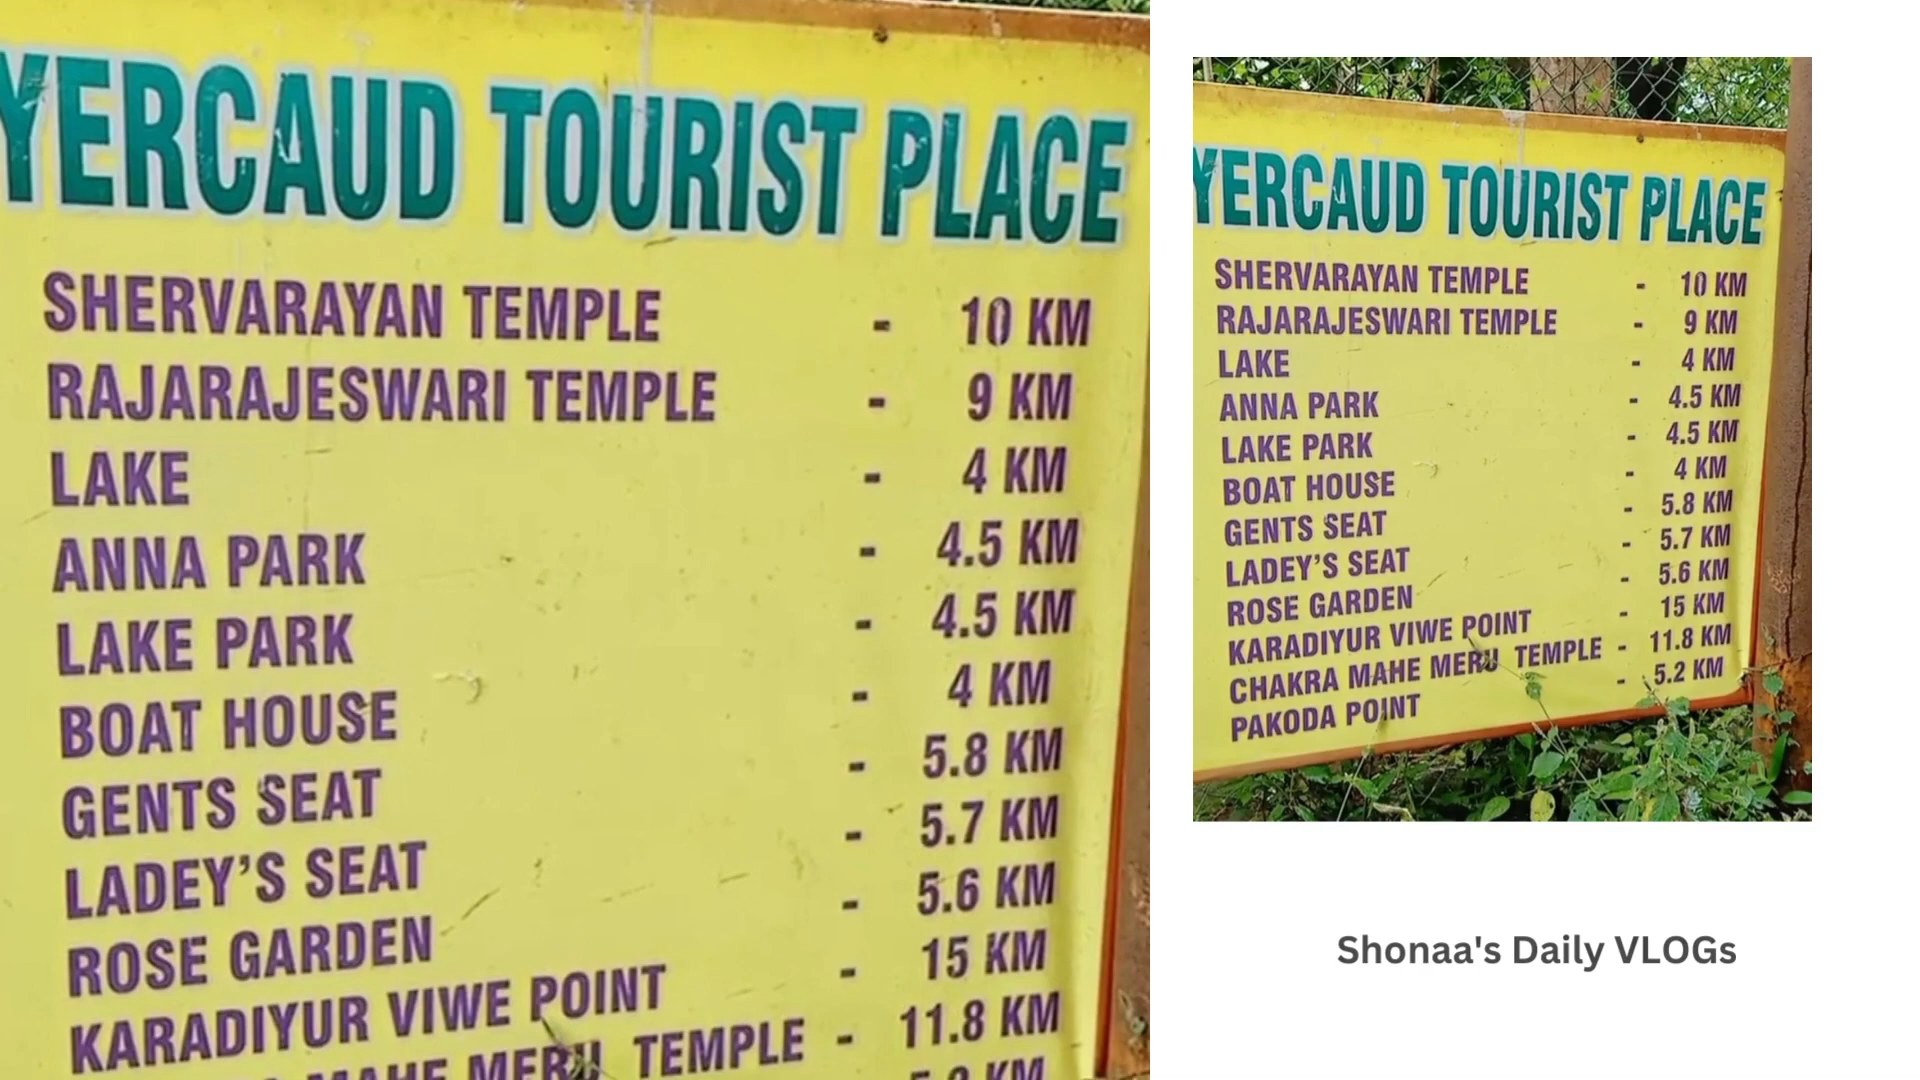 YERCAUD TOURIST PLACE
SHERVARAYAN TEMPLE - 10 KM
RAJARAJESWARI TEMPLE - 9 KM
LAKE - 4 KM
ANNA PARK - 4.5 KM
LAKE PARK - 4.5 KM
BOAT HOUSE - 4 KM
GENTS SEAT - 5.8 KM
LADEY'S SEAT - 5.7 KM
ROSE GARDEN - 5.6 KM
KARADIYUR VIWE POINT - 15 KM
MAHE MERU TEMPLE - 11.8 KM
YERCAUD TOURIST PLACE
SHERVARAYAN TEMPLE - 10 KM
RAJARAJESWARI TEMPLE - 9 KM
LAKE - 4 KM
ANNA PARK - 4.5 KM
LAKE PARK - 4.5 KM
BOAT HOUSE - 4 KM
GENTS SEAT - 5.8 KM
LADEY'S SEAT - 5.7 KM
ROSE GARDEN - 5.6 KM
KARADIYUR VIWE POINT - 15 KM
CHAKRA MAHE MERU TEMPLE - 11.8 KM
PAKODA POINT - 5.2 KM
Shonaa's Daily VLOGs